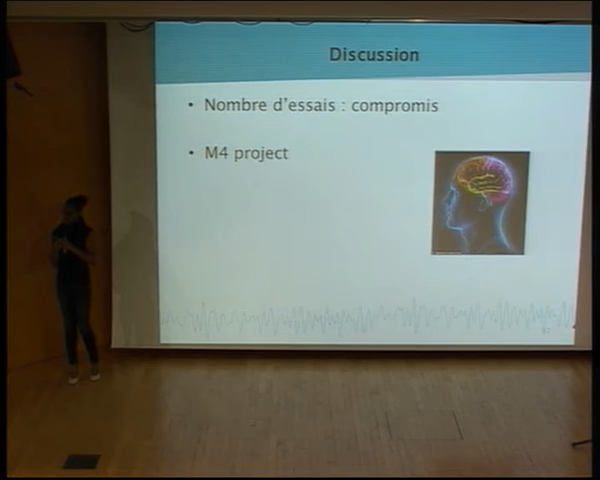 Discussion
• Nombre d'essais : compromis
• M4 project